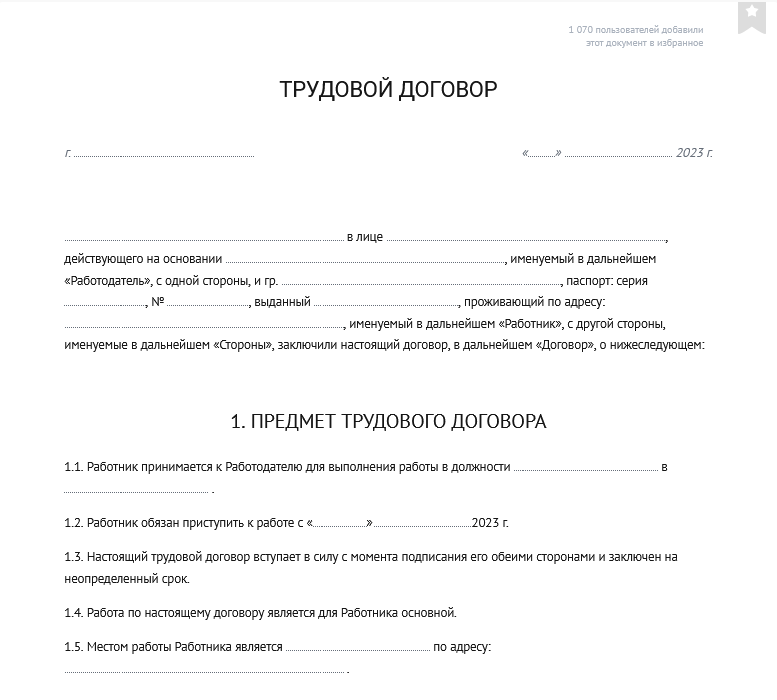 1 070 пользователей добавили
этот документ в избранное
ТРУДОВОЙ ДОГОВОР
г. «» 2023 г.
в лице ,
действующего на основании , именуемый в дальнейшем
«Работодатель», с одной стороны, и гр. , паспорт: серия
, № , выданный , проживающий по адресу:
, именуемый в дальнейшем «Работник», с другой стороны,
именуемые в дальнейшем «Стороны», заключили настоящий договор, в дальнейшем «Договор», о нижеследующем:
1. ПРЕДМЕТ ТРУДОВОГО ДОГОВОРА
1.1. Работник принимается к Работодателю для выполнения работы в должности в
.
1.2. Работник обязан приступить к работе с «» 2023 г.
1.3. Настоящий трудовой договор вступает в силу с момента подписания его обеими сторонами и заключен на
неопределенный срок.
1.4. Работа по настоящему договору является для Работника основной.
1.5. Местом работы Работника является по адресу:
.